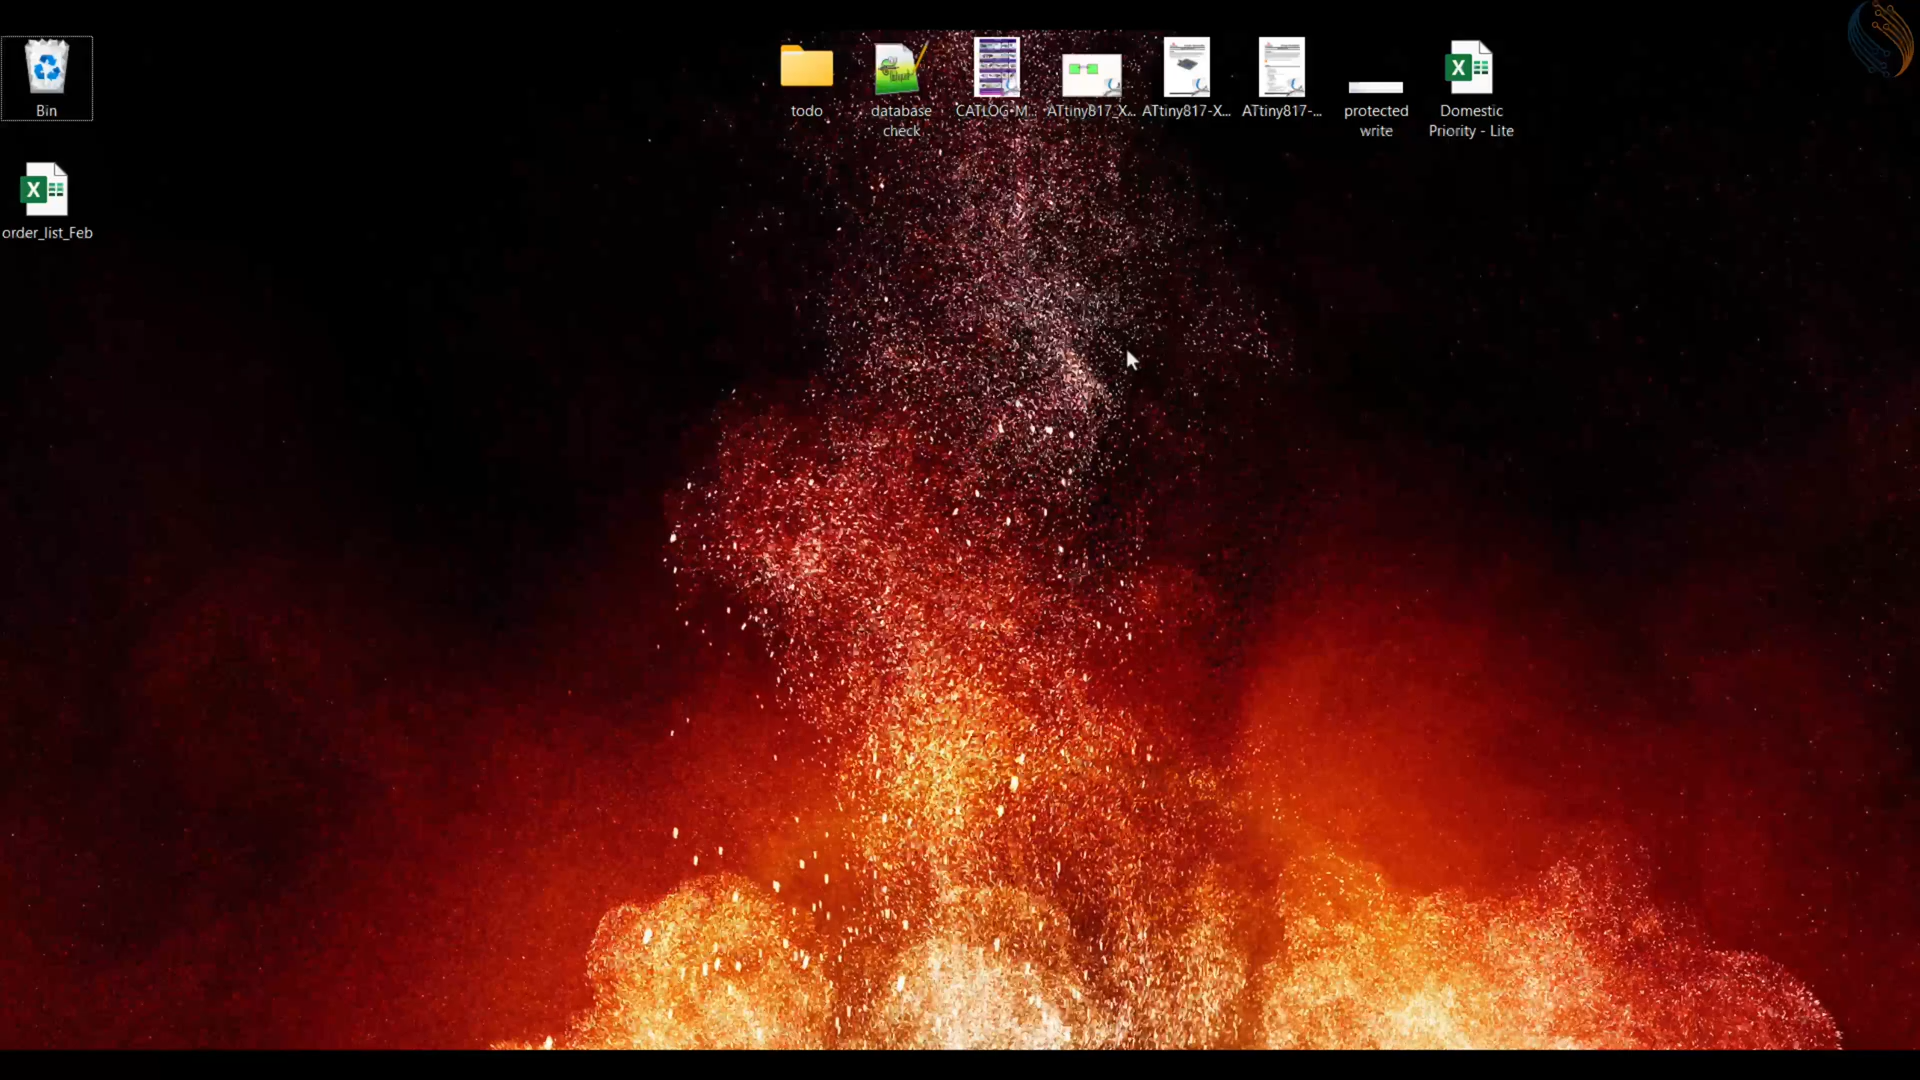 Bin
order_list_Feb
todo
database
check
CATLOG-M...
ATtiny817_X...
ATtiny817-X...
ATtiny817-...
protected
write
Domestic
Priority - Lite